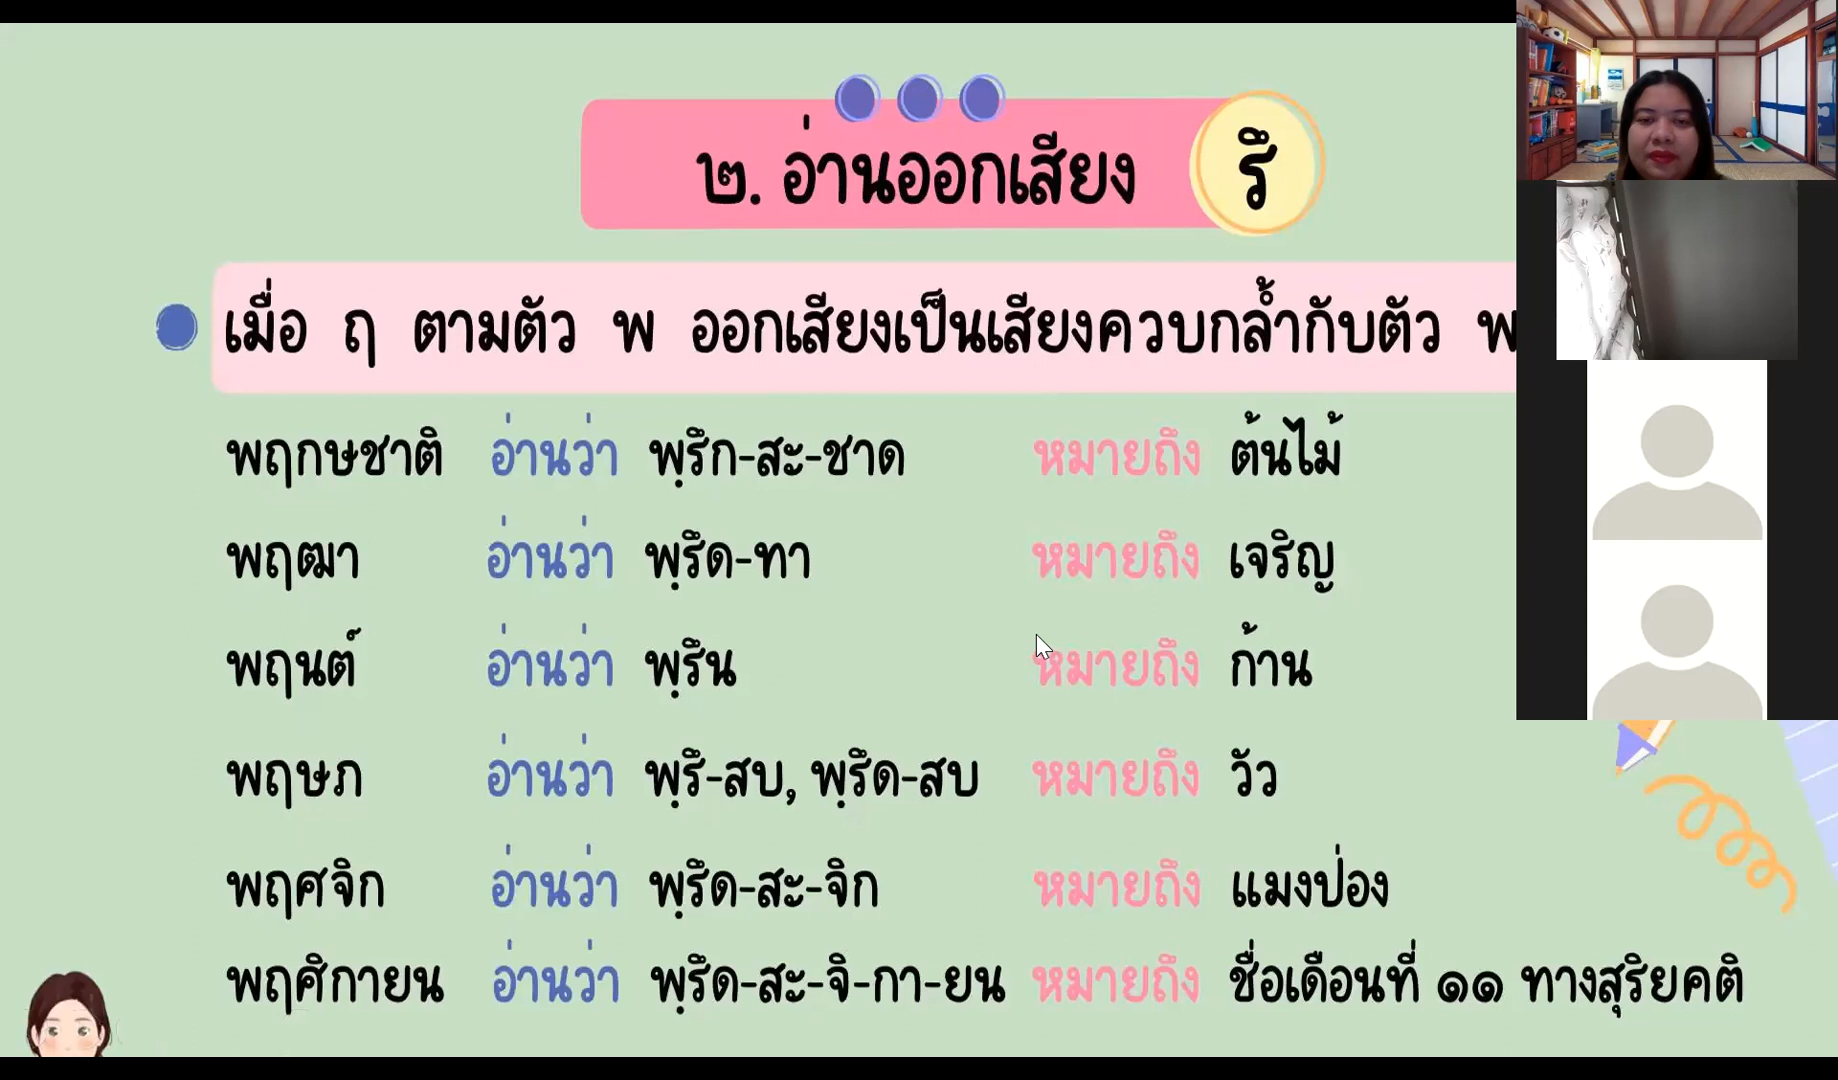 ๒. อ่านออกเสียง รึ
เมื่อ ฤ ตามตัว พ ออกเสียงเป็นเสียงควบกล้ำกับตัว พ
พฤกษชาติ อ่านว่า พฺรึก-สะ-ชาด หมายถึง ต้นไม้
พฤฒา อ่านว่า พฺรึด-ทา หมายถึง เจริญ
พฤนต์ อ่านว่า พฺรึน หมายถึง ก้าน
พฤษภ อ่านว่า พฺรึ-สบ, พฺรึด-สบ หมายถึง วัว
พฤศจิก อ่านว่า พฺรึด-สะ-จิก หมายถึง แมงป่อง
พฤศิกายน อ่านว่า พฺรึด-สะ-จิ-กา-ยน หมายถึง ชื่อเดือนที่ ๑๑ ทางสุริยคติ